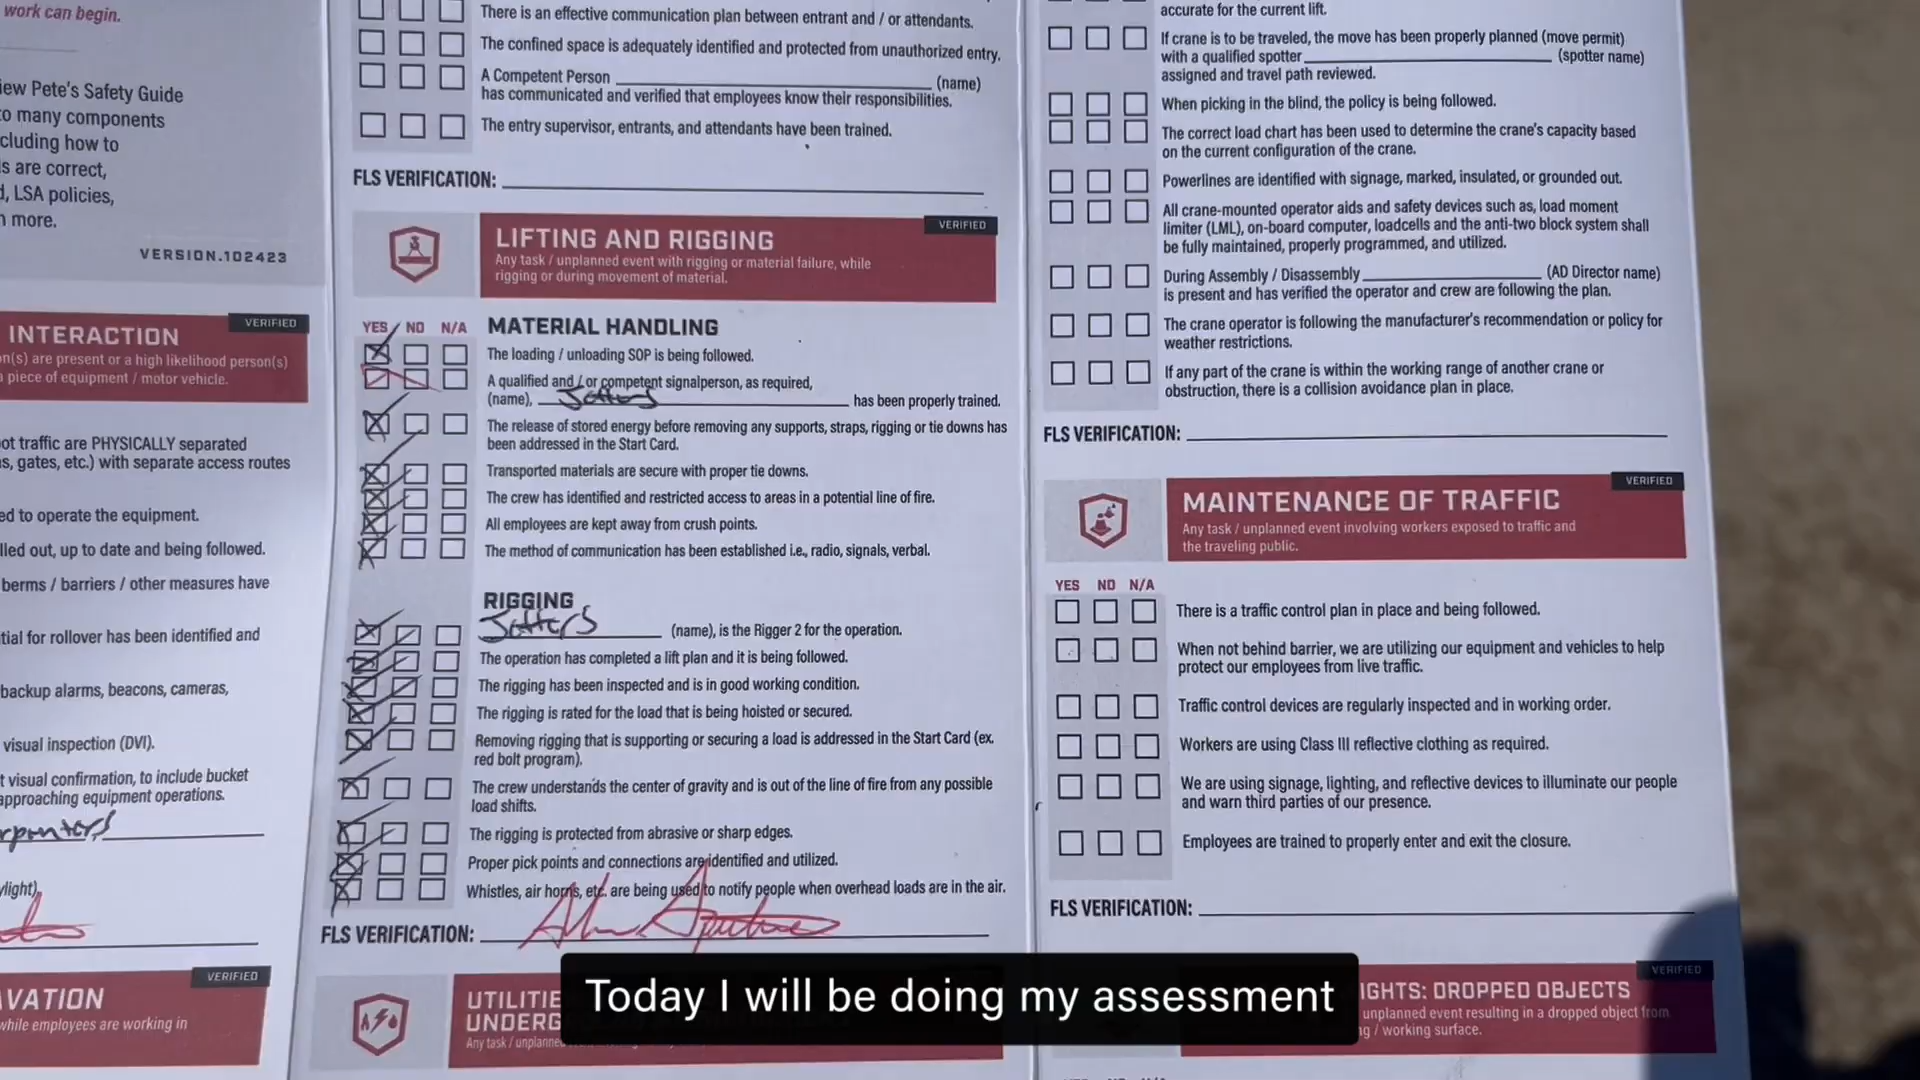 work can begin.
iew Pete's Safety Guide
to many components
cluding how to
s are correct,
d, LSA policies,
n more.
VERSION.102423
VERIFIED
INTERACTION
on(s) are present or a high likelihood person(s)
a piece of equipment / motor vehicle.
ot traffic are PHYSICALLY separated
s, gates, etc.) with separate access routes
ed to operate the equipment.
lled out, up to date and being followed.
berms / barriers / other measures have
tial for rollover has been identified and
backup alarms, beacons, cameras,
visual inspection (DVI).
t visual confirmation, to include bucket
approaching equipment operations.
rpenters
ylight)
VERIFIED
VATION
while employees are working in
There is an effective communication plan between entrant and / or attendants.
The confined space is adequately identified and protected from unauthorized entry.
A Competent Person (name)
has communicated and verified that employees know their responsibilities.
The entry supervisor, entrants, and attendants have been trained.
FLS VERIFICATION:
VERIFIED
LIFTING AND RIGGING
Any task / unplanned event with rigging or material failure, while
rigging or during movement of material.
YES NO N/A MATERIAL HANDLING
The loading / unloading SOP is being followed.
A qualified and / or competent signalperson, as required,
(name), has been properly trained.
The release of stored energy before removing any supports, straps, rigging or tie downs has
been addressed in the Start Card.
Transported materials are secure with proper tie downs.
The crew has identified and restricted access to areas in a potential line of fire.
All employees are kept away from crush points.
The method of communication has been established i.e., radio, signals, verbal.
RIGGING
(name), is the Rigger 2 for the operation.
The operation has completed a lift plan and it is being followed.
The rigging has been inspected and is in good working condition.
The rigging is rated for the load that is being hoisted or secured.
Removing rigging that is supporting or securing a load is addressed in the Start Card (ex.
red bolt program).
The crew understands the center of gravity and is out of the line of fire from any possible
load shifts.
The rigging is protected from abrasive or sharp edges.
Proper pick points and connections are identified and utilized.
Whistles, air horns, etc. are being used to notify people when overhead loads are in the air.
FLS VERIFICATION:
UTILITIE
UNDERG
Any task / unplanne
accurate for the current lift.
If crane is to be traveled, the move has been properly planned (move permit)
with a qualified spotter (spotter name)
assigned and travel path reviewed.
When picking in the blind, the policy is being followed.
The correct load chart has been used to determine the crane's capacity based
on the current configuration of the crane.
Powerlines are identified with signage, marked, insulated, or grounded out.
All crane-mounted operator aids and safety devices such as, load moment
limiter (LML), on-board computer, loadcells and the anti-two block system shall
be fully maintained, properly programmed, and utilized.
During Assembly / Disassembly (AD Director name)
is present and has verified the operator and crew are following the plan.
The crane operator is following the manufacturer's recommendation or policy for
weather restrictions.
If any part of the crane is within the working range of another crane or
obstruction, there is a collision avoidance plan in place.
FLS VERIFICATION:
VERIFIED
MAINTENANCE OF TRAFFIC
Any task / unplanned event involving workers exposed to traffic and
the traveling public.
YES NO N/A
There is a traffic control plan in place and being followed.
When not behind barrier, we are utilizing our equipment and vehicles to help
protect our employees from live traffic.
Traffic control devices are regularly inspected and in working order.
Workers are using Class III reflective clothing as required.
We are using signage, lighting, and reflective devices to illuminate our people
and warn third parties of our presence.
Employees are trained to properly enter and exit the closure.
FLS VERIFICATION:
VERIFIED
IGHTS: DROPPED OBJECTS
unplanned event resulting in a dropped object from
g / working surface.
Today I will be doing my assessment